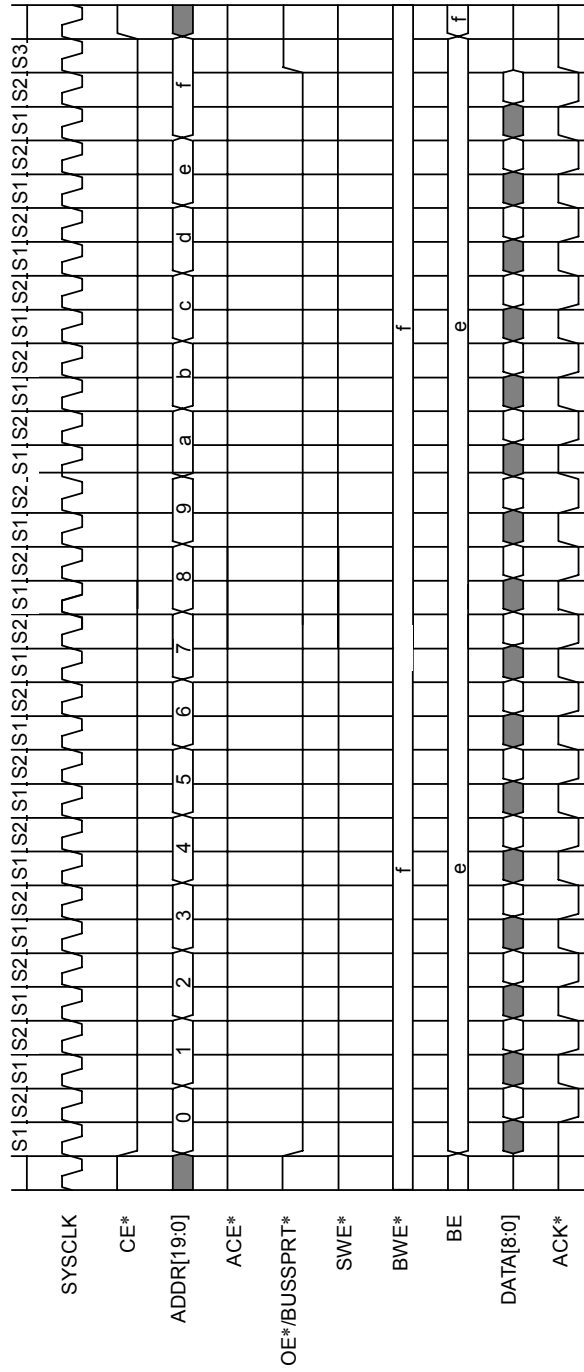 S1 S2 S1 S2 S1 S2 S1 S2 S1 S2 S1 S2 S1 S2 S1 S2 S1 S2 S1 S2 S1 S2 S1 S2 S1 S2 S1 S2 S1 S2 S1 S2 S3
SYSCLK
CE*
ADDR[19:0] 0 1 2 3 4 5 6 7 8 9 a b c d e f
ACE*
OE*/BUSSPRT*
SWE*
BWE* f f
BE e e f
DATA[8:0]
ACK*